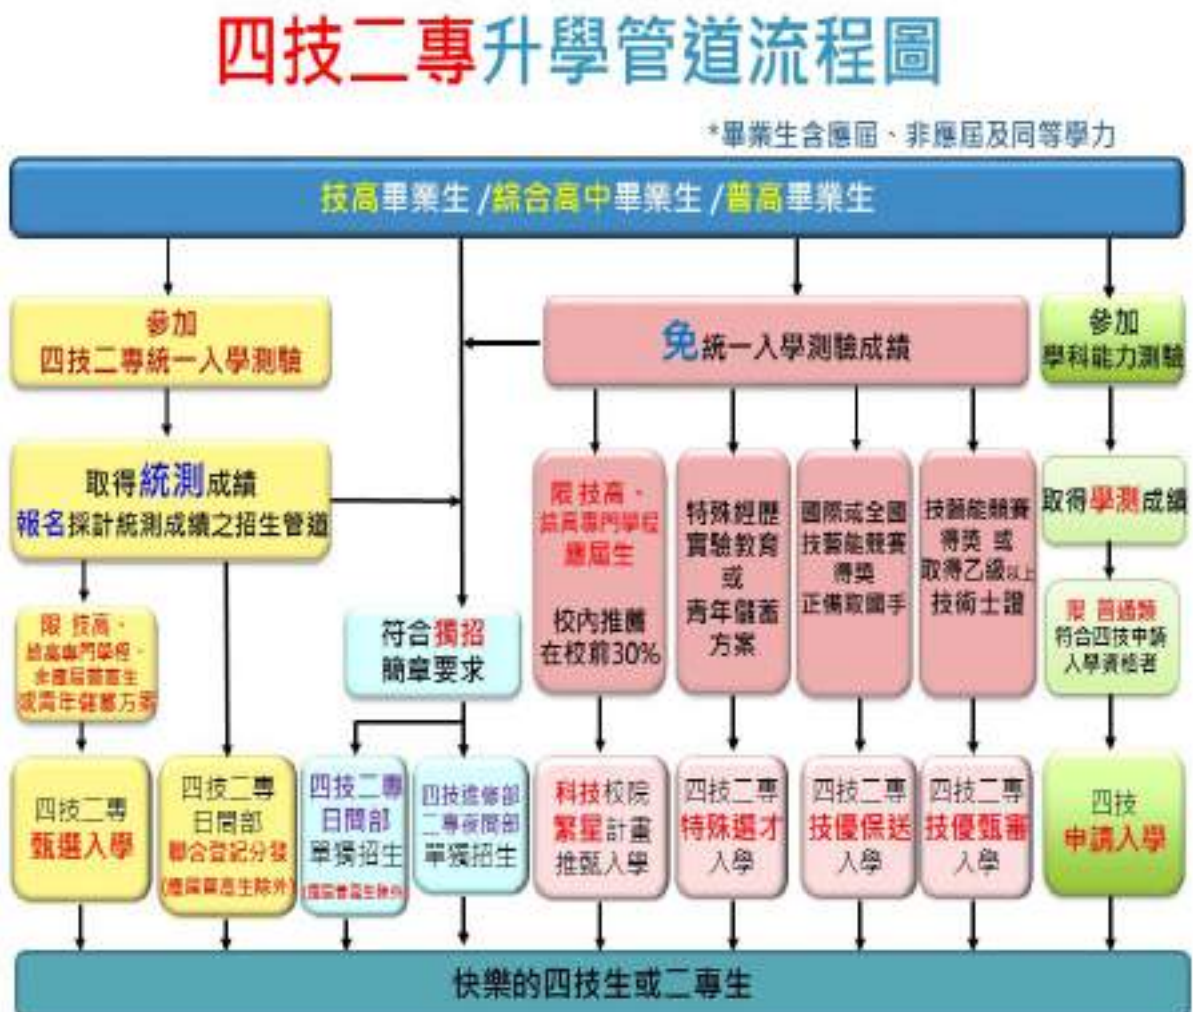 四技二專升學管道流程圖
*畢業生含應屆、非應屆及同等學力
技高畢業生/綜合高中畢業生/普高畢業生
參加
四技二專統一入學測驗
免統一入學測驗成績
參加
學科能力測驗
取得統測成績
報名採計統測成績之招生管道
限技高、
綜高專門學程
應屆生
校內推薦
在校前30%
特殊經歷
實驗教育
或
青年儲蓄
方案
國際或全國
技藝能競賽
得獎
正備取國手
技藝能競賽
得獎 或
取得乙級以上
技術士證
取得學測成績
限 技高、
綜高專門學程、
非應屆普高生
或青年儲蓄方案
符合獨招
簡章要求
限 普通類
符合四技申請
入學資格者
四技二專
甄選入學
四技二專
日間部
聯合登記分發
(應屆普高生除外)
四技二專
日間部
單獨招生
(應屆普高生除外)
四技進修部
二專夜間部
單獨招生
科技校院
繁星計畫
推甄入學
四技二專
特殊選才
入學
四技二專
技優保送
入學
四技二專
技優甄審
入學
四技
申請入學
快樂的四技生或二專生